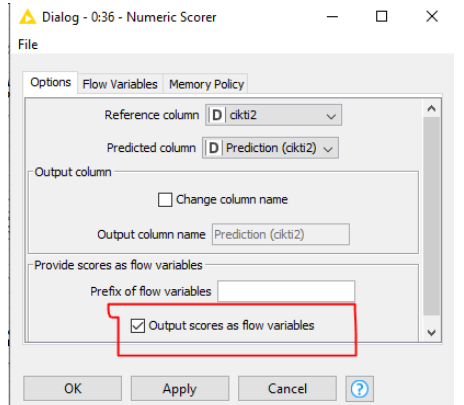 Dialog - 0:36 - Numeric Scorer
File
Options Flow Variables Memory Policy
Reference column D cikti2
Predicted column D Prediction (cikti2)
Output column
Change column name
Output column name Prediction (cikti2)
Provide scores as flow variables
Prefix of flow variables
Output scores as flow variables
OK Apply Cancel ?